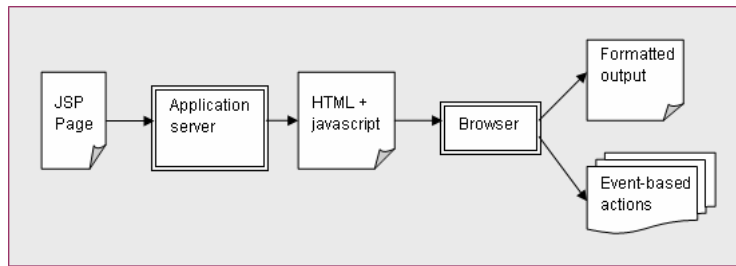 JSP
Page
Application
server
HTML +
javascript
Browser
Formatted
output
Event-based
actions